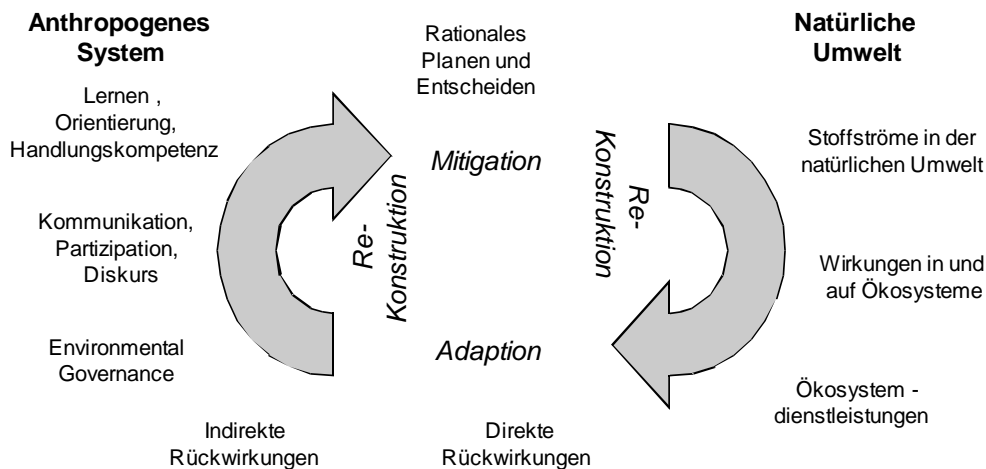 Anthropogenes
System
Lernen ,
Orientierung,
Handlungskompetenz
Kommunikation,
Partizipation,
Diskurs
Environmental
Governance
Indirekte
Rückwirkungen
Rationales
Planen und
Entscheiden
Mitigation
Re-
Konstruktion
Re-
Konstruktion
Adaption
Direkte
Rückwirkungen
Natürliche
Umwelt
Stoffströme in der
natürlichen Umwelt
Wirkungen in und
auf Ökosysteme
Ökosystem -
dienstleistungen